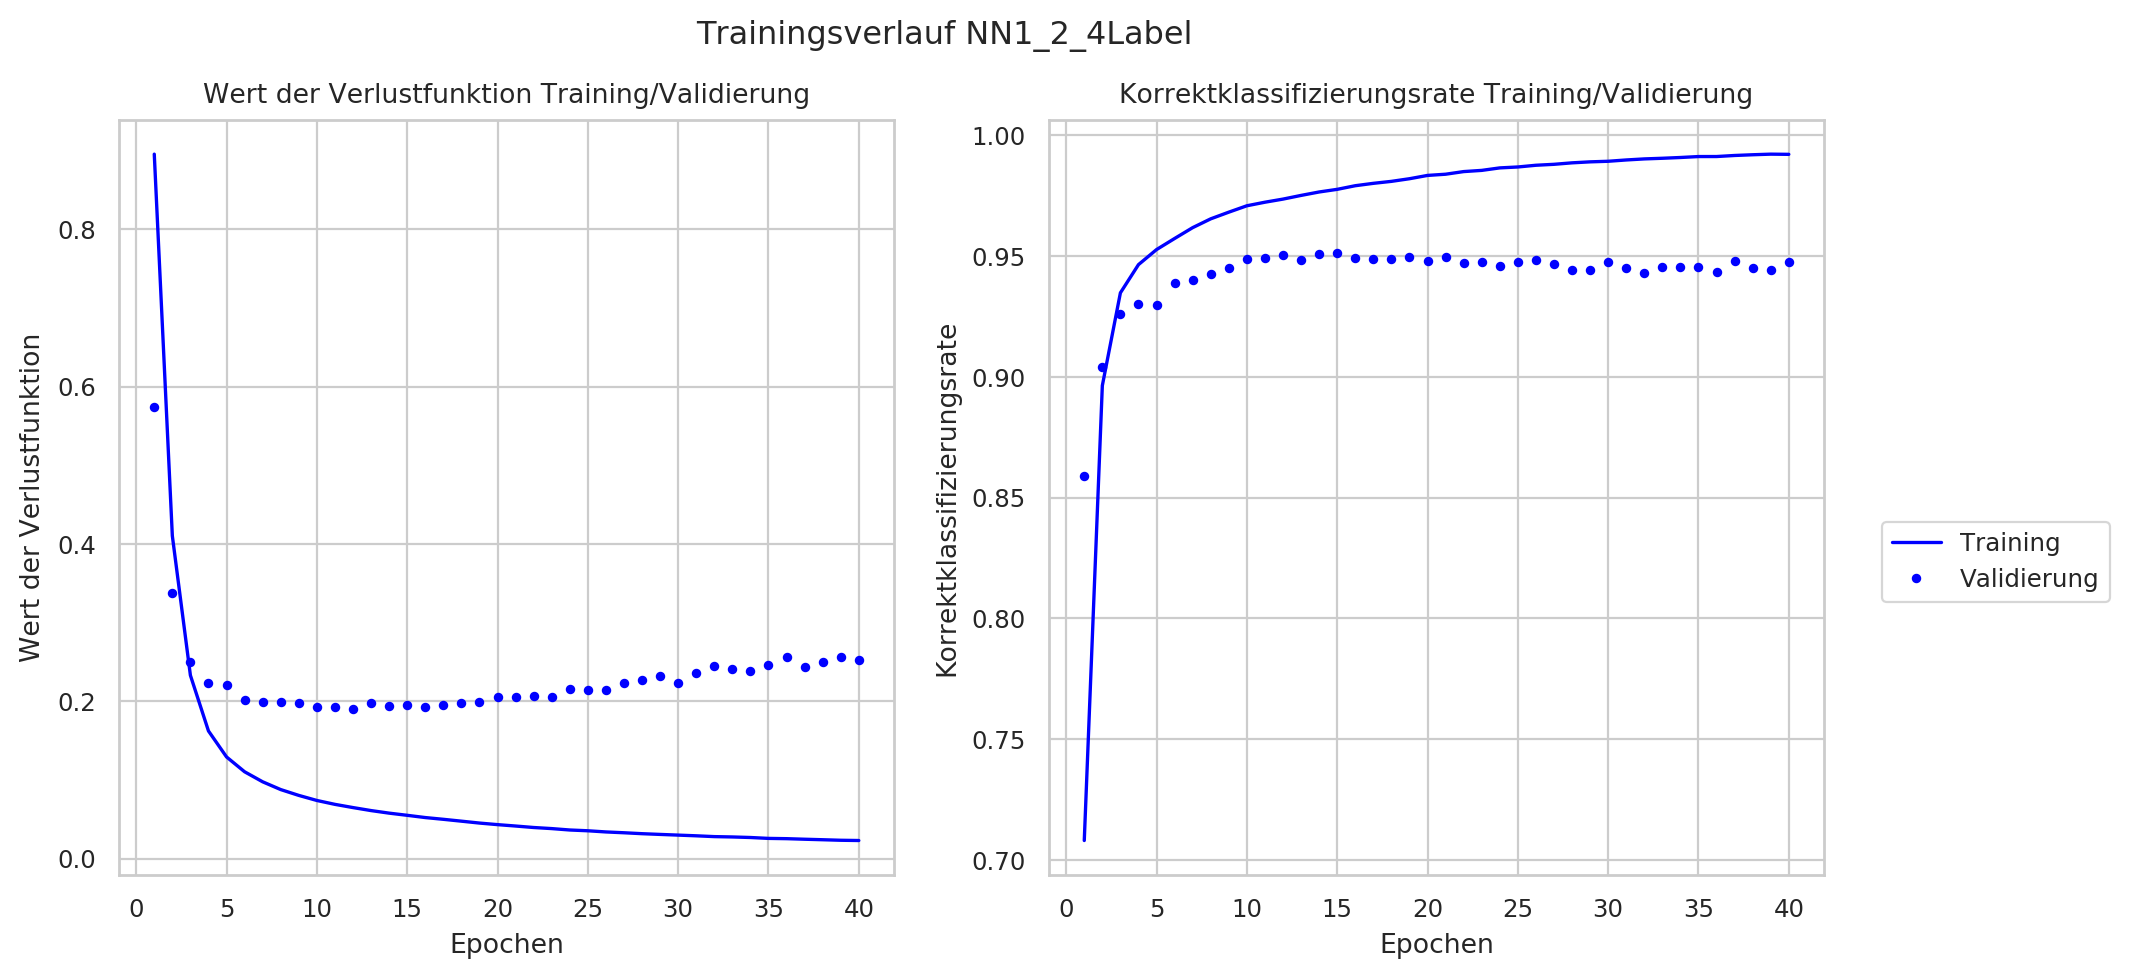 Trainingsverlauf NN1_2_4Label
Wert der Verlustfunktion Training/Validierung
Wert der Verlustfunktion
0.8
0.6
0.4
0.2
0.0
0 5 10 15 20 25 30 35 40
Epochen
Korrektklassifizierungsrate Training/Validierung
Korrektklassifizierungsrate
1.00
0.95
0.90
0.85
0.80
0.75
0.70
0 5 10 15 20 25 30 35 40
Epochen
Training
Validierung